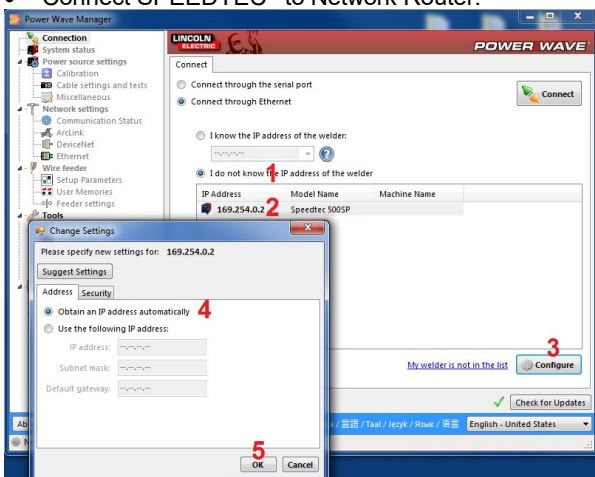 • Connect SPEEDTEC® to Network Router.
Power Wave Manager
Connection
System status
Power source settings
Calibration
Cable settings and tests
Miscellaneous
Network settings
Communication Status
ArcLink
DeviceNet
Ethernet
Wire feeder
Setup Parameters
User Memories
Feeder settings
Tools
LINCOLN
ELECTRIC
POWER WAVE
Connect
Connect through the serial port
Connect through Ethernet
Connect
I know the IP address of the welder:
--.--.--.--
I do not know the IP address of the welder
1
IP Address Model Name Machine Name
169.254.0.2 Speedtec 500SP
2
My welder is not in the list
Configure
3
Check for Updates
/ 言語 / Taal / Język / Язык / 语言
English - United States
Change Settings
Please specify new settings for: 169.254.0.2
Suggest Settings
Address Security
Obtain an IP address automatically
4
Use the following IP address:
IP address: --.--.--.--
Subnet mask: --.--.--.--
Default gateway: --.--.--.--
5
OK Cancel